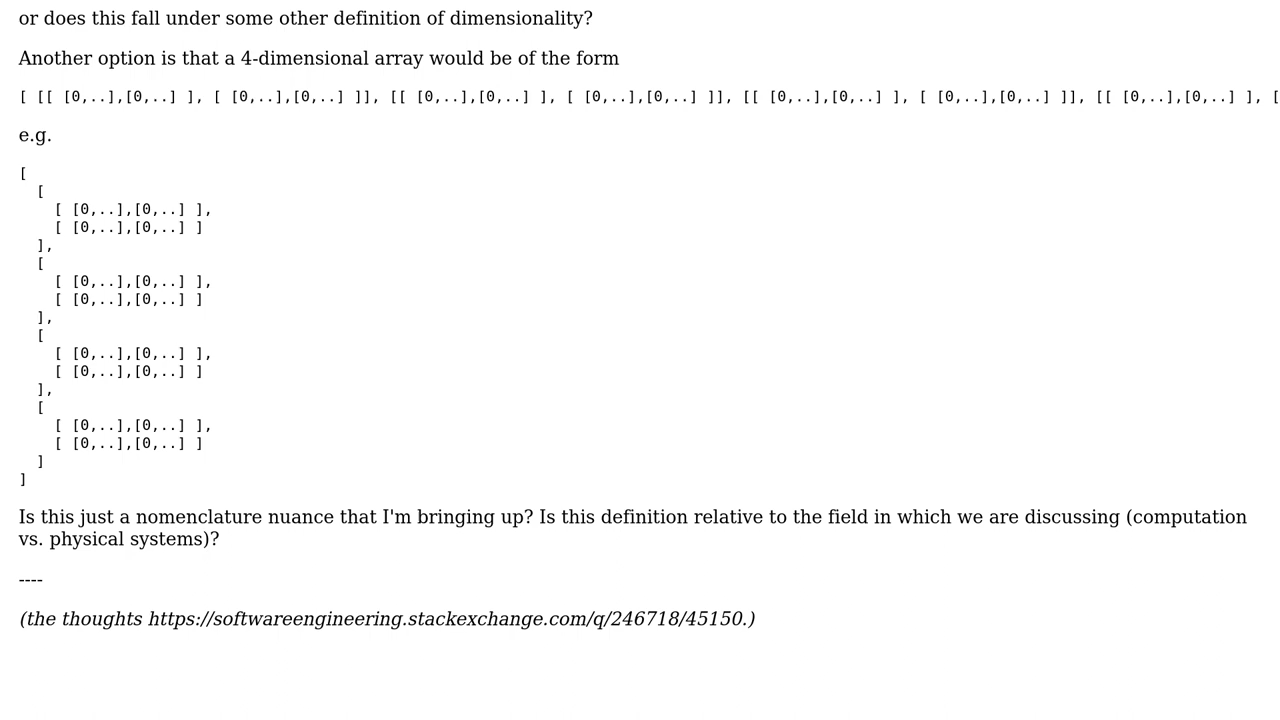 or does this fall under some other definition of dimensionality?
Another option is that a 4-dimensional array would be of the form
[ [[ [0,..],[0,..] ], [ [0,..],[0,..] ]], [[ [0,..],[0,..] ], [ [0,..],[0,..] ]], [[ [0,..],[0,..] ], [ [0,..],[0,..] ]], [[ [0,..],[0,..] ], [
e.g.
[
  [
    [ [0,..],[0,..] ],
    [ [0,..],[0,..] ]
  ],
  [
    [ [0,..],[0,..] ],
    [ [0,..],[0,..] ]
  ],
  [
    [ [0,..],[0,..] ],
    [ [0,..],[0,..] ]
  ],
  [
    [ [0,..],[0,..] ],
    [ [0,..],[0,..] ]
  ]
]
Is this just a nomenclature nuance that I'm bringing up? Is this definition relative to the field in which we are discussing (computation
vs. physical systems)?
----
(the thoughts https://softwareengineering.stackexchange.com/q/246718/45150.)